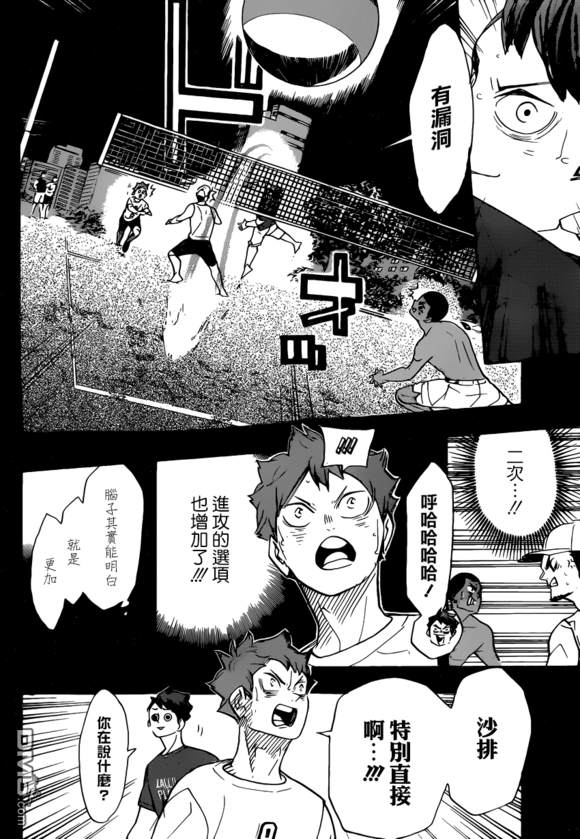 有漏洞
二次…!!
呼哈哈哈哈!
!!!
進攻的選項
也增加了!!!
腦子其實能明白
就是
更加
沙排
特別直接
啊…!!!
你在說什麼?